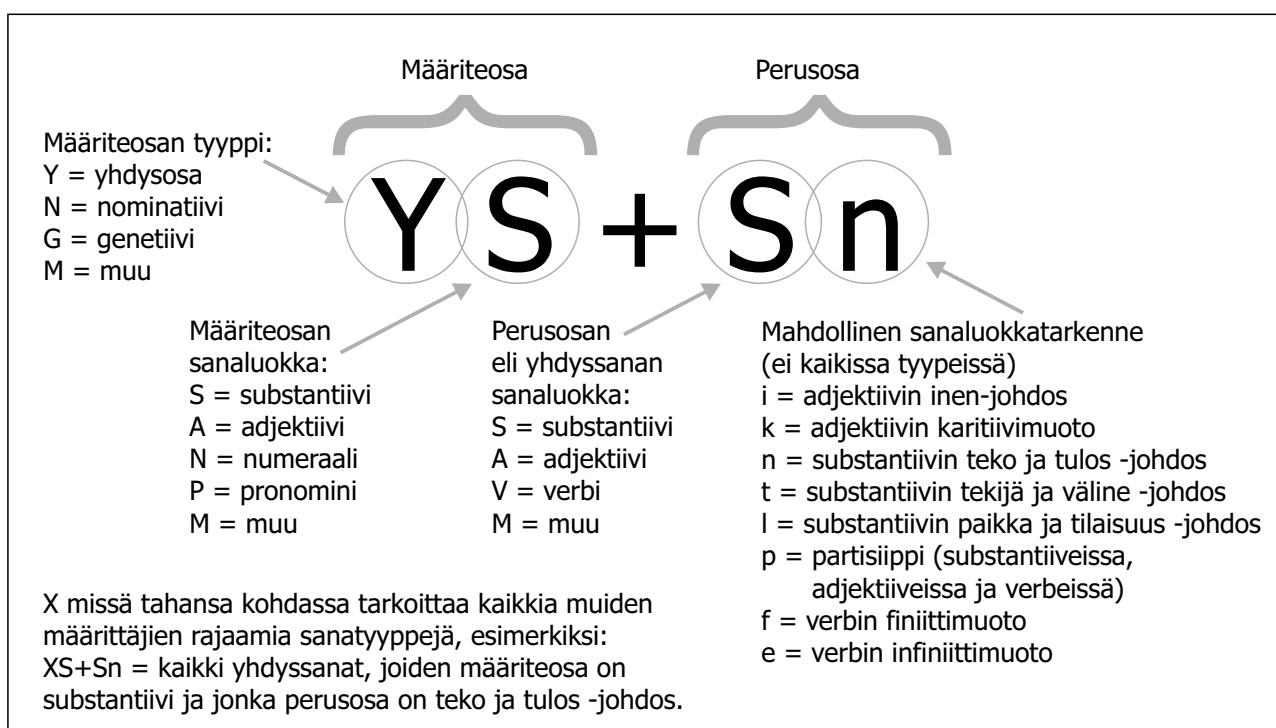 Määriteosa
Perusosa
Määriteosan tyyppi:
Y = yhdysosa
N = nominatiivi
G = genetiivi
M = muu
YS+Sn
Määriteosan
sanaluokka:
S = substantiivi
A = adjektiivi
N = numeraali
P = pronomini
M = muu
Perusosan
eli yhdyssanan
sanaluokka:
S = substantiivi
A = adjektiivi
V = verbi
M = muu
Mahdollinen sanaluokkatarkenne
(ei kaikissa tyypeissä)
i = adjektiivin inen-johdos
k = adjektiivin karitiivimuoto
n = substantiivin teko ja tulos -johdos
t = substantiivin tekijä ja väline -johdos
l = substantiivin paikka ja tilaisuus -johdos
p = partisiippi (substantiiveissa,
adjektiiveissa ja verbeissä)
f = verbin finiittimuoto
e = verbin infiniittimuoto
X missä tahansa kohdassa tarkoittaa kaikkia muiden
määrittäjien rajaamia sanatyyppejä, esimerkiksi:
XS+Sn = kaikki yhdyssanat, joiden määriteosa on
substantiivi ja jonka perusosa on teko ja tulos -johdos.